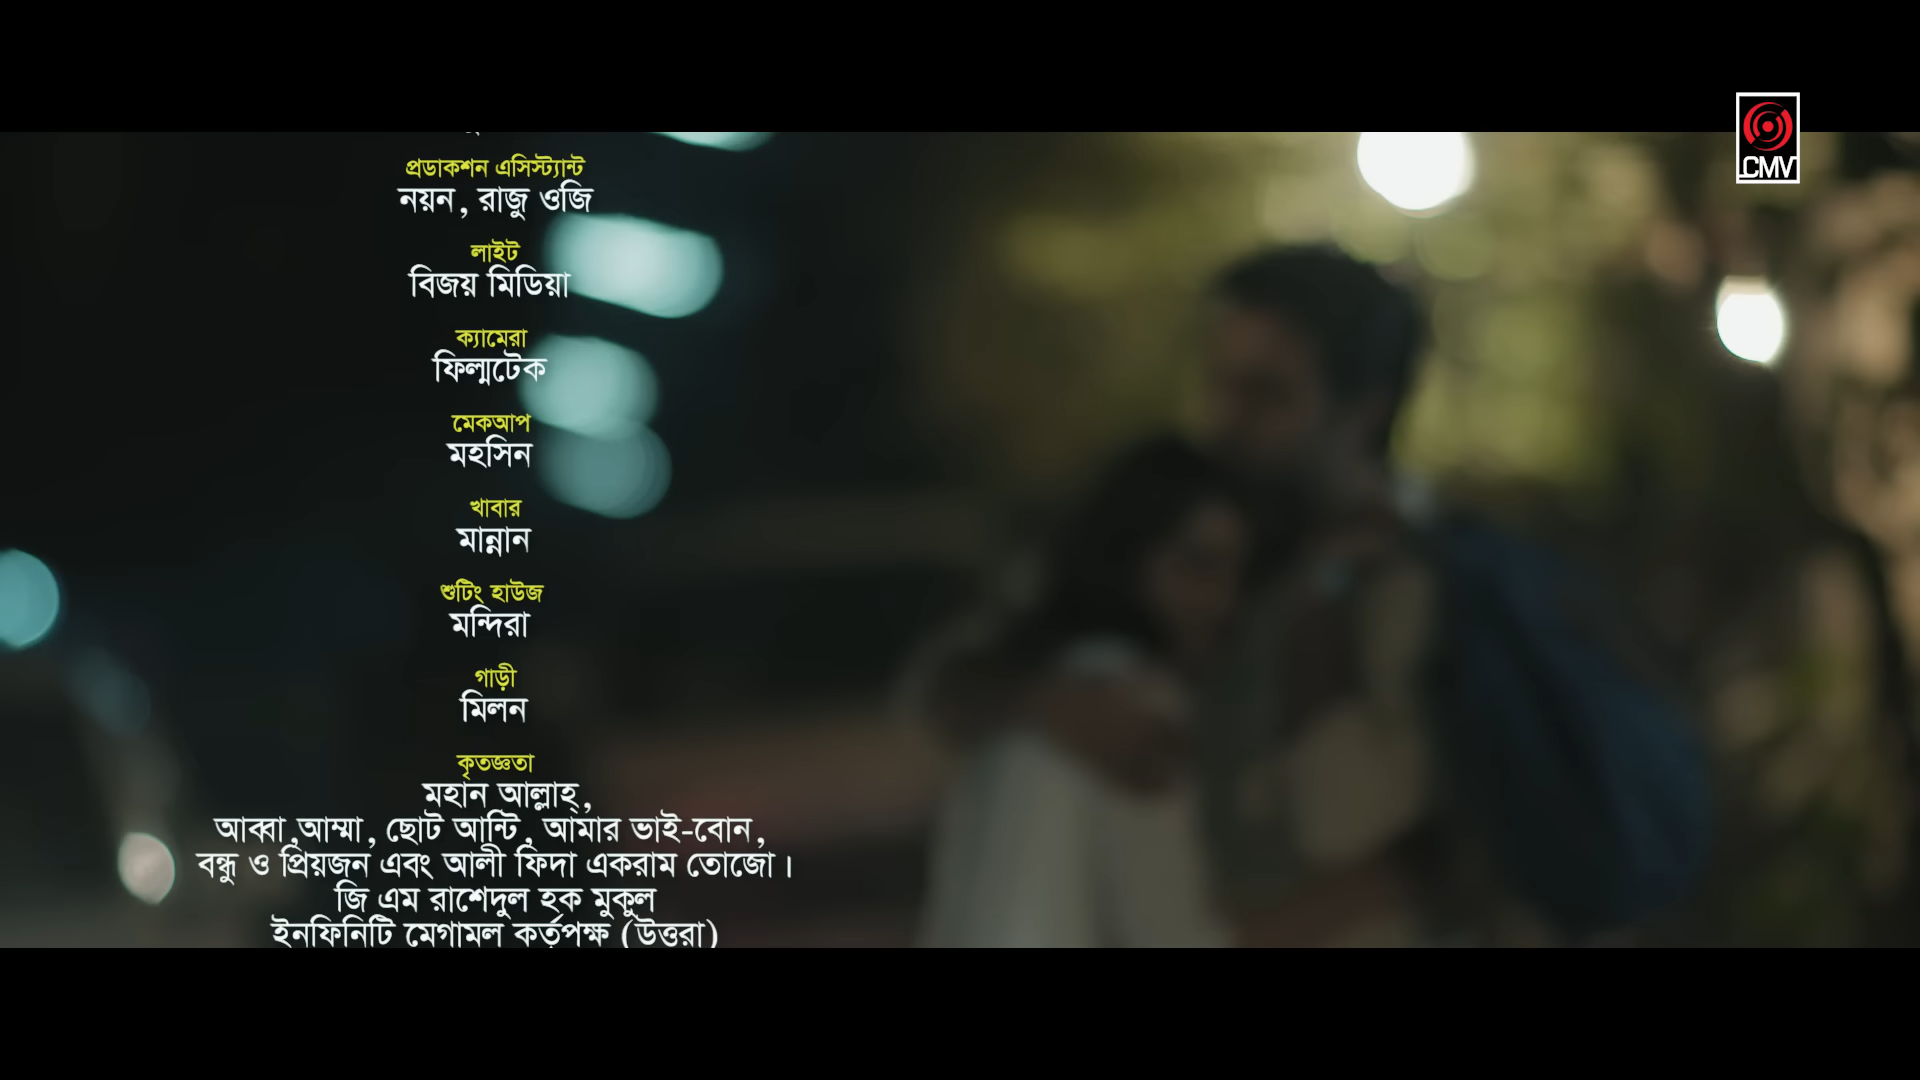 প্রডাকশন এসিস্ট্যান্ট
নয়ন, রাজু ওজি
লাইট
বিজয় মিডিয়া
ক্যামেরা
ফিল্মটেক
মেকআপ
মহসিন
খাবার
মান্নান
শুটিং হাউজ
মন্দিরা
গাড়ী
মিলন
কৃতজ্ঞতা
মহান আল্লাহ,
আব্বা,আম্মা, ছোট আন্টি, আমার ভাই-বোন,
বন্ধু ও প্রিয়জন এবং আলী ফিদা একরাম তোজো।
জি এম রাশেদুল হক মুকুল
ইনফিনিটি মেগামল কর্তৃপক্ষ (উত্তরা)
CMV